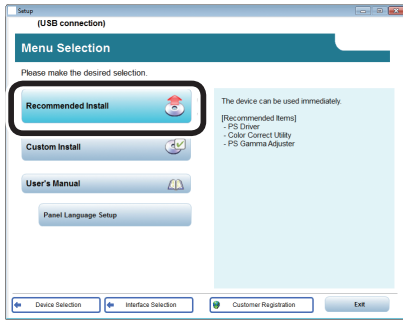 Setup
(USB connection)
Menu Selection
Please make the desired selection.
Recommended Install
Custom Install
User's Manual
Panel Language Setup
The device can be used immediately.
[Recommended Items]
- PS Driver
- Color Correct Utility
- PS Gamma Adjuster
Device Selection
Interface Selection
Customer Registration
Exit